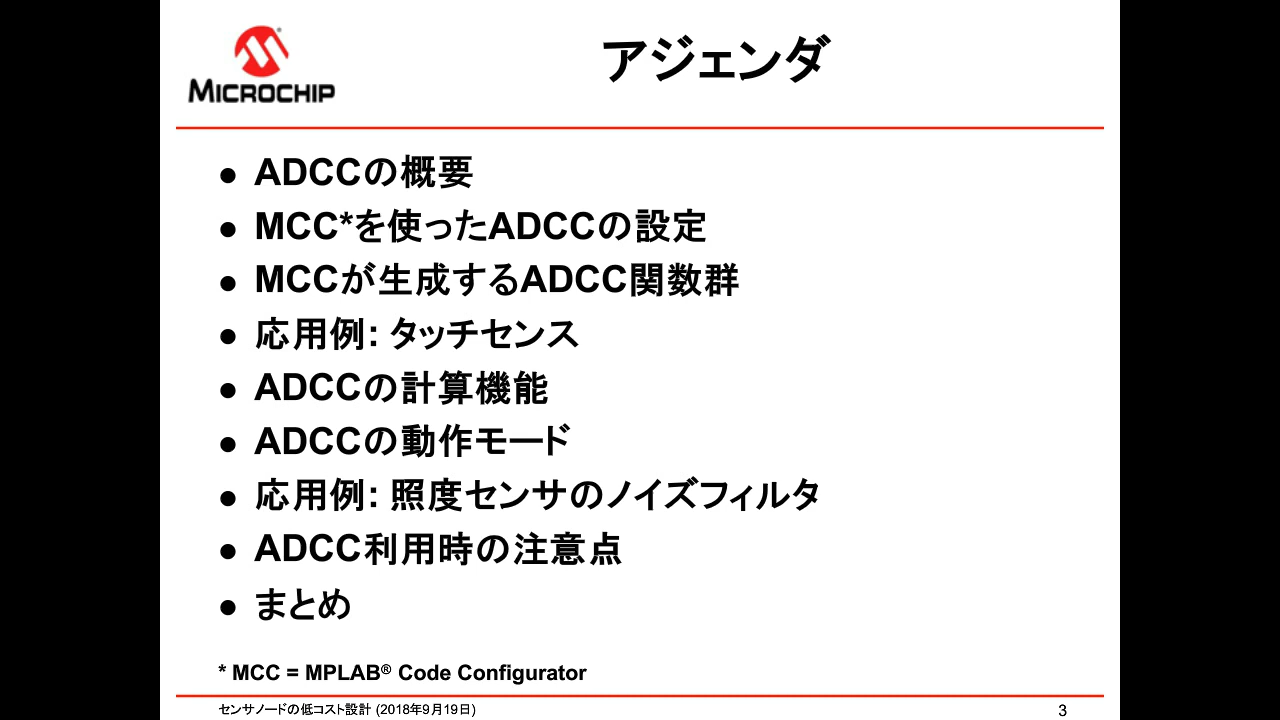 MICROCHIP
アジェンダ
● ADCCの概要
● MCC*を使ったADCCの設定
● MCCが生成するADCC関数群
● 応用例: タッチセンス
● ADCCの計算機能
● ADCCの動作モード
● 応用例: 照度センサのノイズフィルタ
● ADCC利用時の注意点
● まとめ
* MCC = MPLAB® Code Configurator
センサノードの低コスト設計 (2018年9月19日)
3